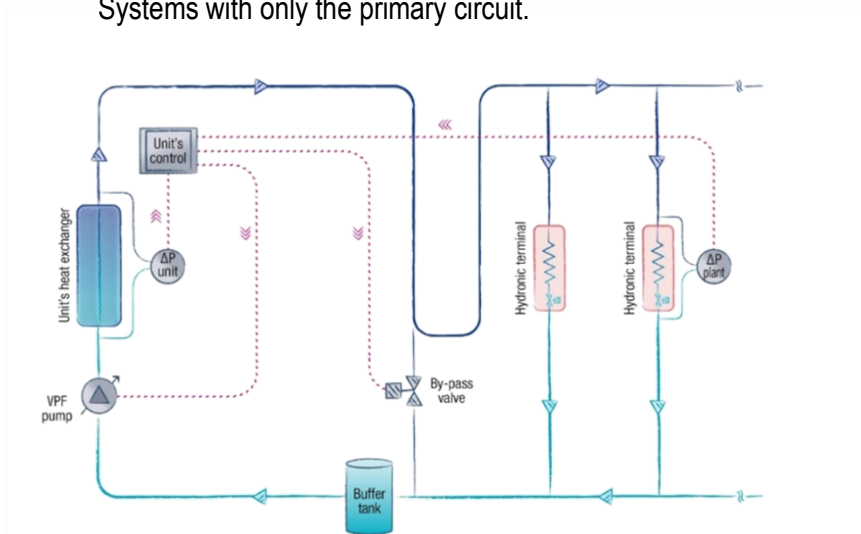 Systems with only the primary circuit.
Unit's
control
Unit's heat exchanger
ΔP
unit
Hydronic terminal
Hydronic terminal
ΔP
plant
VPF
pump
By-pass
valve
Buffer
tank